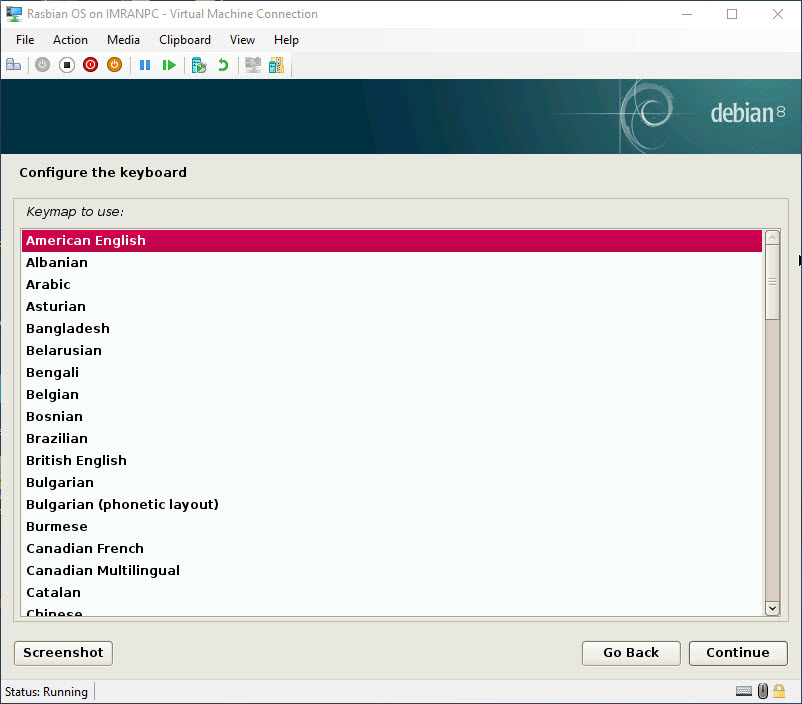 Rasbian OS on IMRANPC - Virtual Machine Connection
File Action Media Clipboard View Help
debian 8
Configure the keyboard
Keymap to use:
American English
Albanian
Arabic
Asturian
Bangladesh
Belarusian
Bengali
Belgian
Bosnian
Brazilian
British English
Bulgarian
Bulgarian (phonetic layout)
Burmese
Canadian French
Canadian Multilingual
Catalan
Chinese
Screenshot Go Back Continue
Status: Running